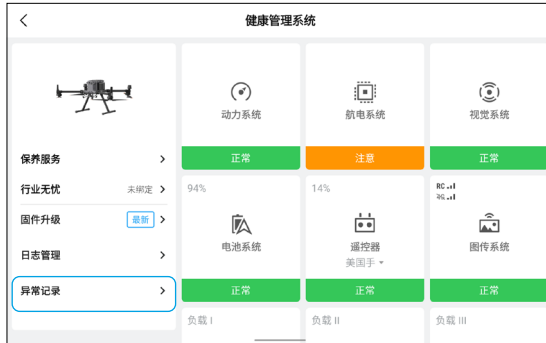 健康管理系统
保养服务
行业无忧 未绑定
固件升级 最新
日志管理
异常记录
动力系统
正常
航电系统
注意
视觉系统
正常
94%
电池系统
正常
14%
遥控器
美国手
正常
RC
图传系统
正常
负载 I
负载 II
负载 III